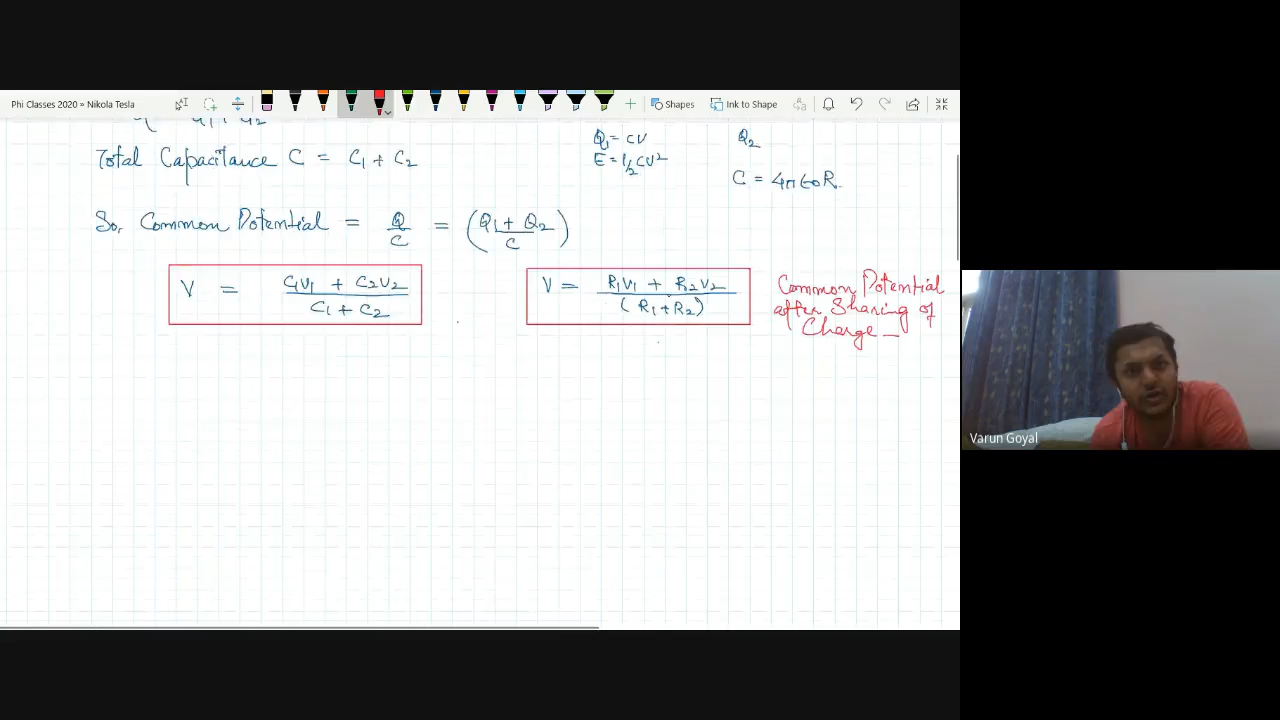 Phi Classes 2020 » Nikola Tesla
Shapes
Ink to Shape
Total Capacitance C = C1 + C2
Q1 = CV
E = 1/2 CV²
Q2
C = 4π∈0R.
So, Common Potential = Q/C = (Q1 + Q2 / C)
V = C1V1 + C2V2 / C1 + C2
V = R1V1 + R2V2 / (R1+R2)
Common Potential
after Sharing of
Charge —
Varun Goyal